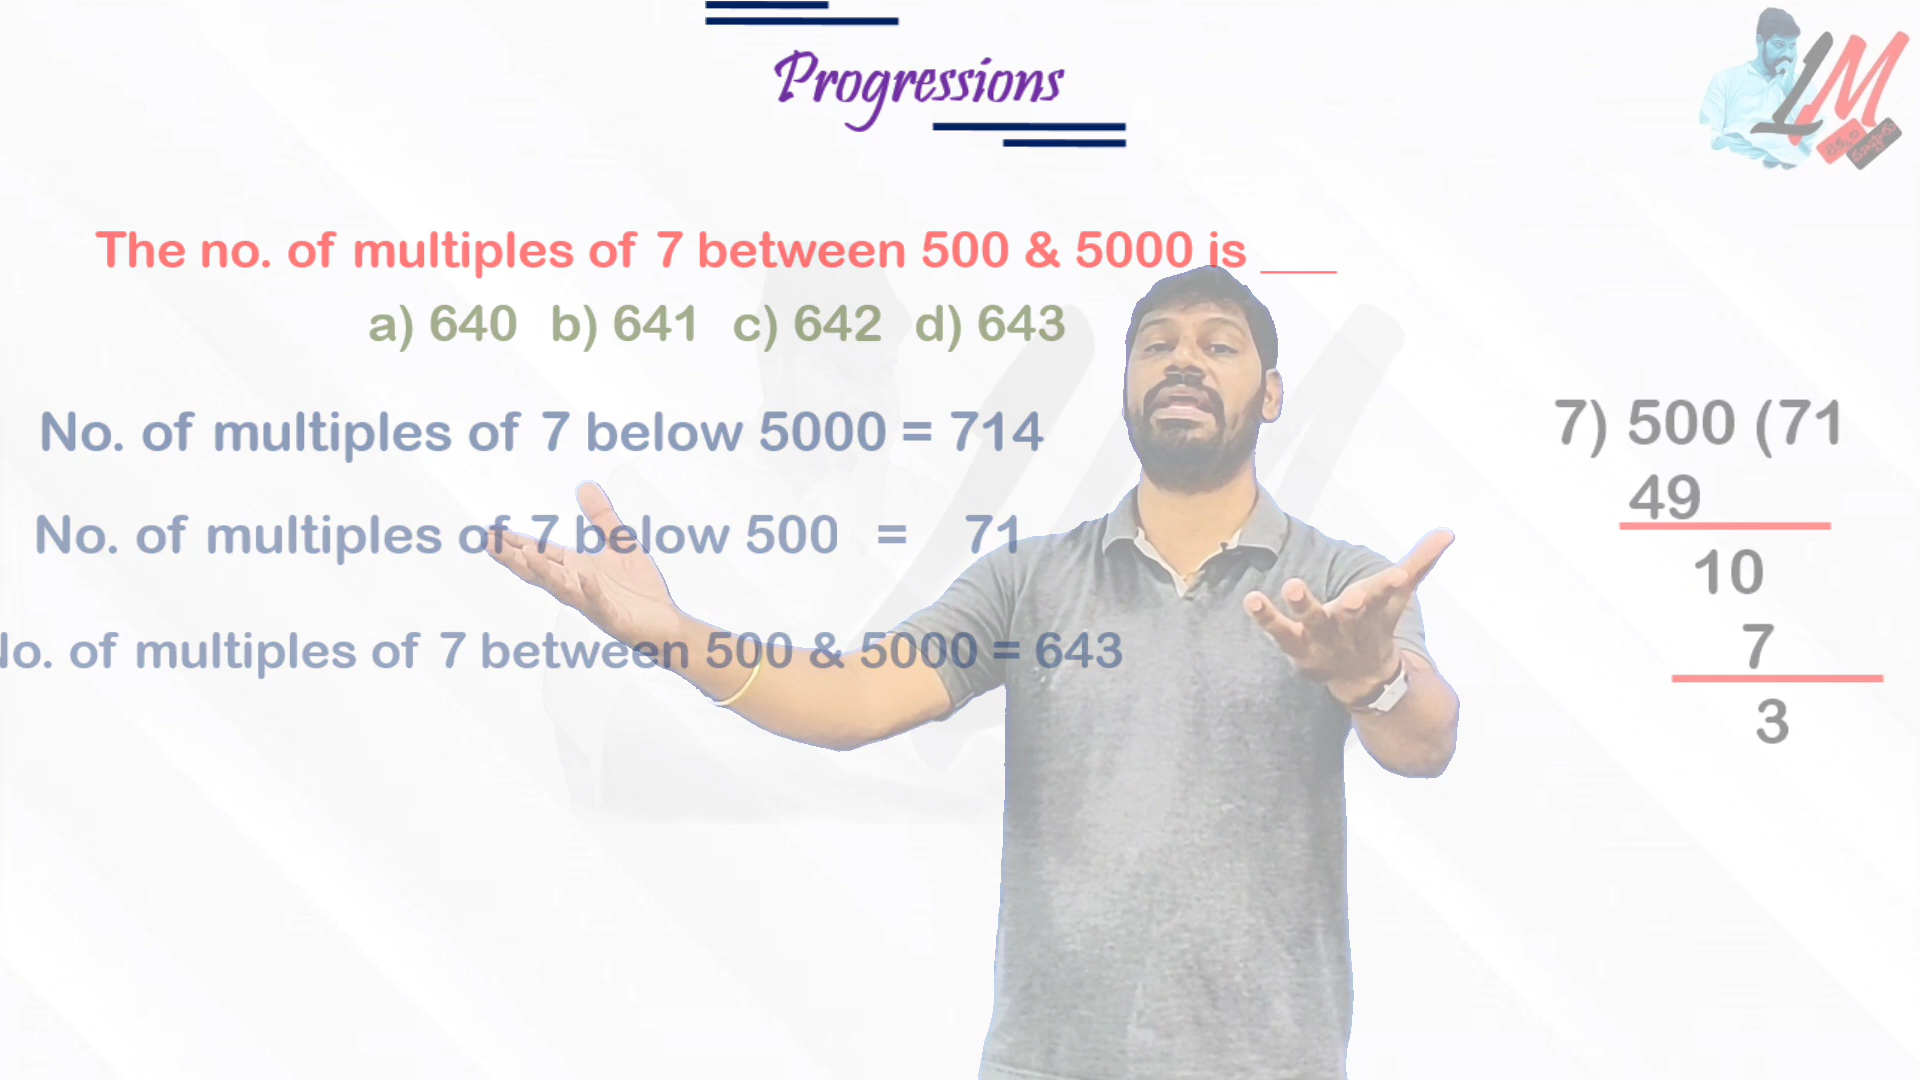 Progressions
LM
The no. of multiples of 7 between 500 & 5000 is ___
a) 640 b) 641 c) 642 d) 643
No. of multiples of 7 below 5000 = 714
No. of multiples of 7 below 500 = 71
No. of multiples of 7 between 500 & 5000 = 643
7) 500 (71
49
10
7
3